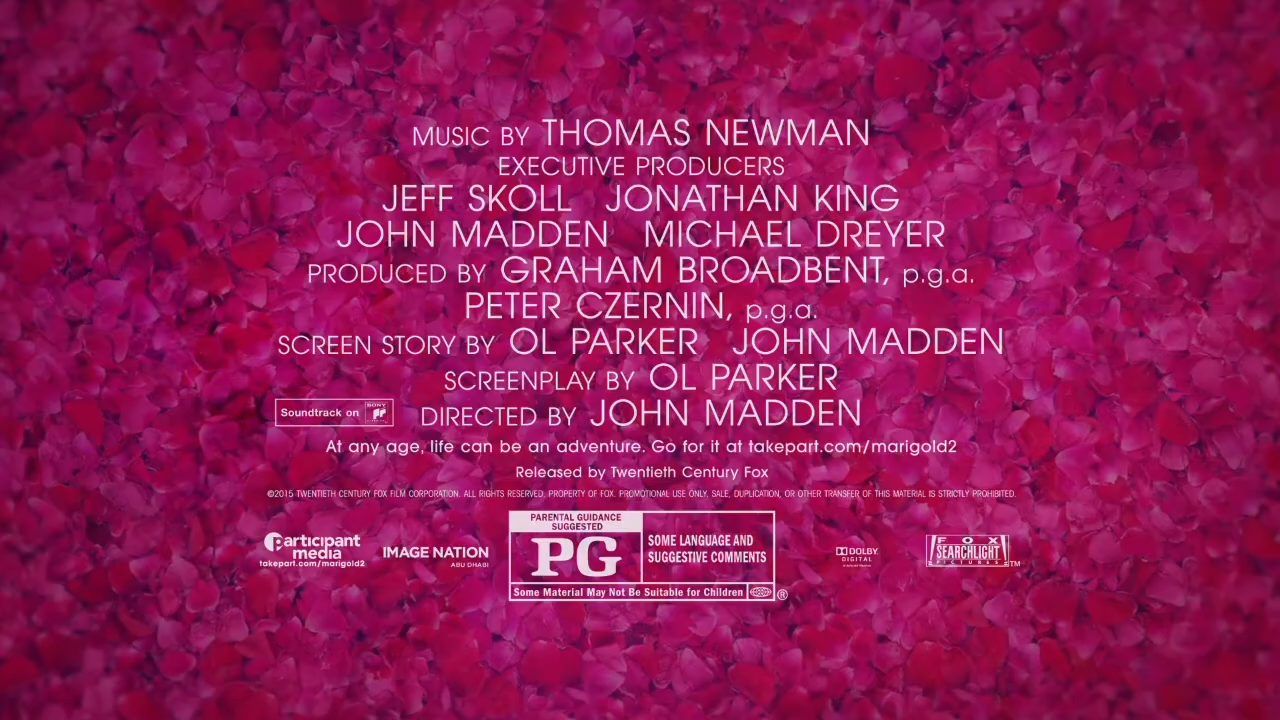 MUSIC BY THOMAS NEWMAN
EXECUTIVE PRODUCERS
JEFF SKOLL JONATHAN KING
JOHN MADDEN MICHAEL DREYER
PRODUCED BY GRAHAM BROADBENT, p.g.a.
PETER CZERNIN, p.g.a.
SCREEN STORY BY OL PARKER JOHN MADDEN
SCREENPLAY BY OL PARKER
Soundtrack on SONY
DIRECTED BY JOHN MADDEN
At any age, life can be an adventure. Go for it at takepart.com/marigold2
Released by Twentieth Century Fox
©2015 TWENTIETH CENTURY FOX FILM CORPORATION. ALL RIGHTS RESERVED. PROPERTY OF FOX. PROMOTIONAL USE ONLY. SALE, DUPLICATION, OR OTHER TRANSFER OF THIS MATERIAL IS STRICTLY PROHIBITED.
Participant
media
takepart.com/marigold2
IMAGE NATION
ABU DHABI
PARENTAL GUIDANCE
SUGGESTED
PG
SOME LANGUAGE AND
SUGGESTIVE COMMENTS
Some Material May Not Be Suitable for Children ®
DOLBY
DIGITAL
FOX
SEARCHLIGHT
PICTURES TM